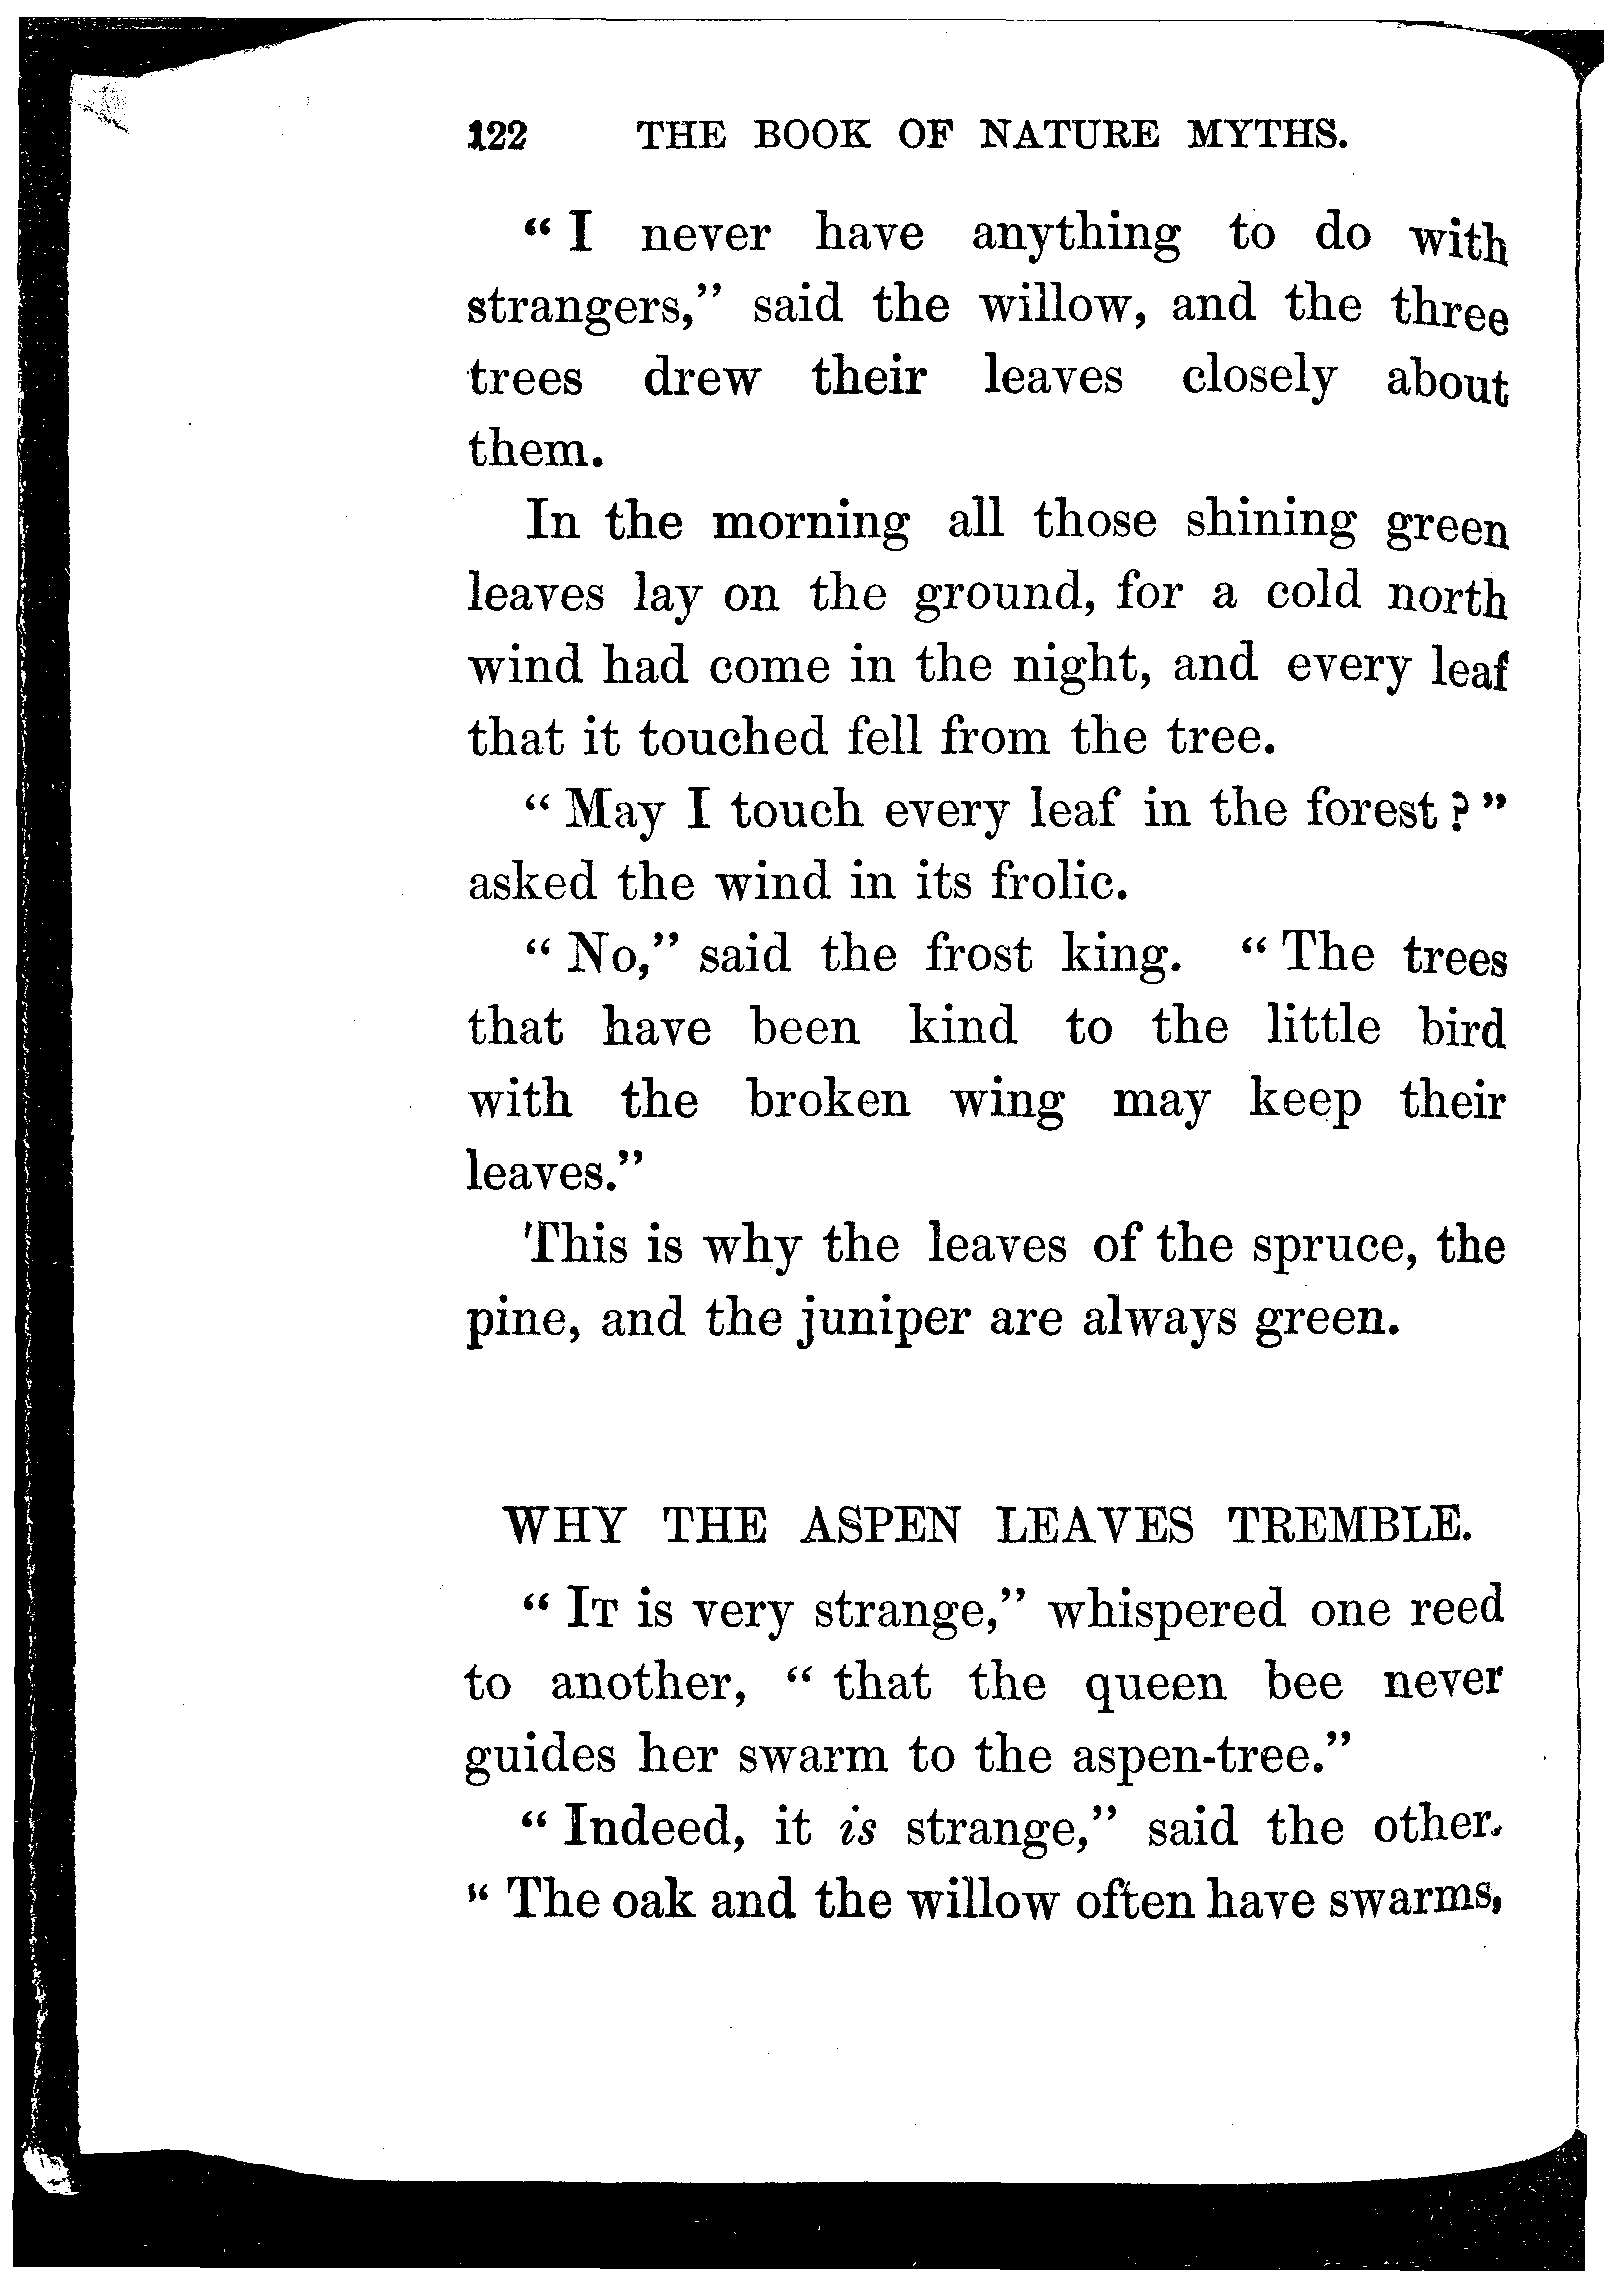 122 THE BOOK OF NATURE MYTHS.
“ I never have anything to do with
strangers,” said the willow, and the three
trees drew their leaves closely about
them.
In the morning all those shining green
leaves lay on the ground, for a cold north
wind had come in the night, and every leaf
that it touched fell from the tree.
“ May I touch every leaf in the forest ? ”
asked the wind in its frolic.
“ No,” said the frost king. “ The trees
that have been kind to the little bird
with the broken wing may keep their
leaves.”
This is why the leaves of the spruce, the
pine, and the juniper are always green.
WHY THE ASPEN LEAVES TREMBLE.
“ IT is very strange,” whispered one reed
to another, “ that the queen bee never
guides her swarm to the aspen-tree.”
“ Indeed, it is strange,” said the other.
“ The oak and the willow often have swarms,